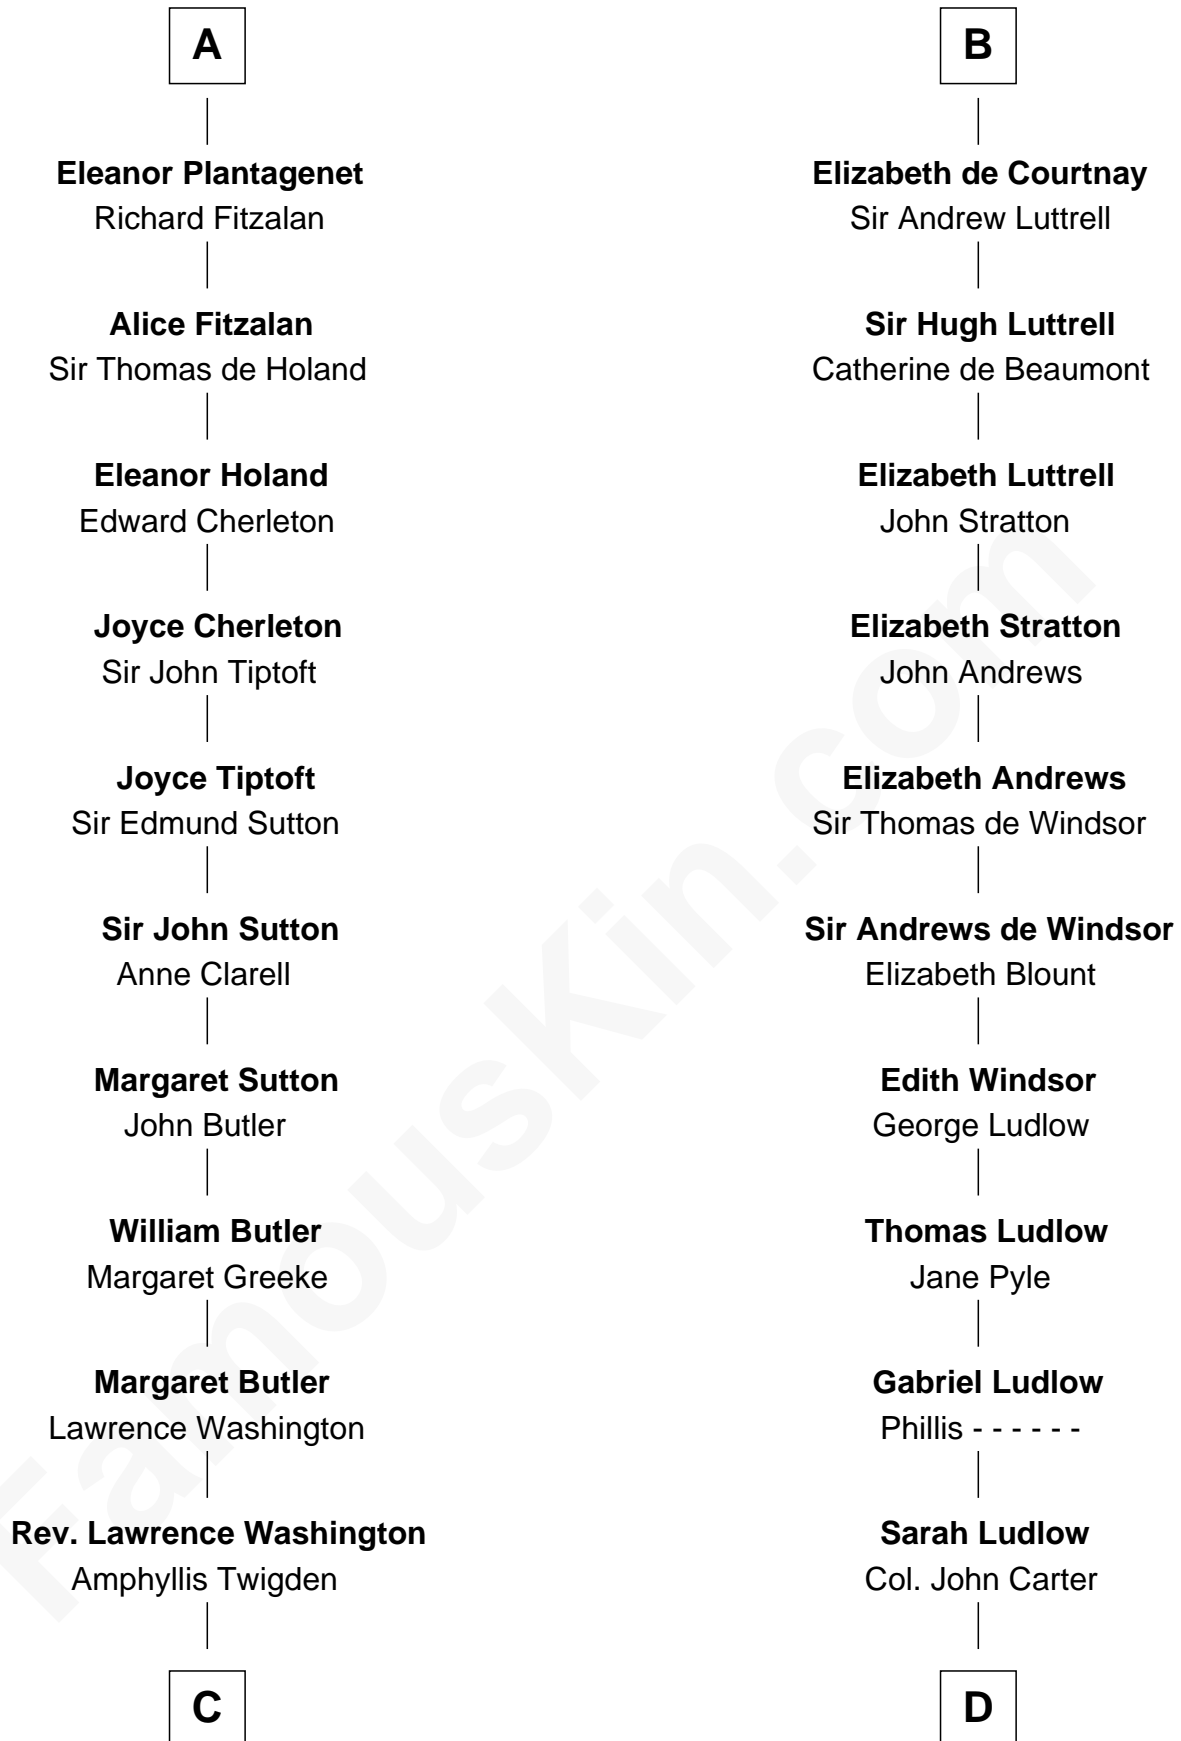 A
Eleanor Plantagenet
Richard Fitzalan
Alice Fitzalan
Sir Thomas de Holand
Eleanor Holand
Edward Cherleton
Joyce Cherleton
Sir John Tiptoft
Joyce Tiptoft
Sir Edmund Sutton
Sir John Sutton
Anne Clarell
Margaret Sutton
John Butler
William Butler
Margaret Greeke
Margaret Butler
Lawrence Washington
Rev. Lawrence Washington
Amphyllis Twigden
C
B
Elizabeth de Courtnay
Sir Andrew Luttrell
Sir Hugh Luttrell
Catherine de Beaumont
Elizabeth Luttrell
John Stratton
Elizabeth Stratton
John Andrews
Elizabeth Andrews
Sir Thomas de Windsor
Sir Andrews de Windsor
Elizabeth Blount
Edith Windsor
George Ludlow
Thomas Ludlow
Jane Pyle
Gabriel Ludlow
Phillis - - - - - -
Sarah Ludlow
Col. John Carter
D
FamousKin.com